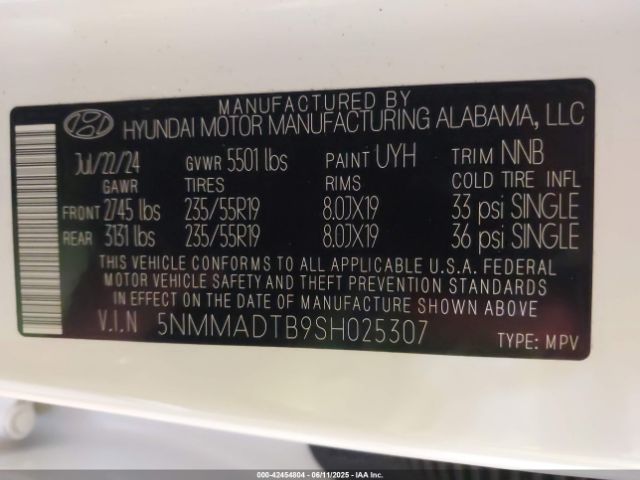 MANUFACTURED BY
HYUNDAI MOTOR MANUFACTURING ALABAMA, LLC
Jul/22/24 GVWR 5501 lbs PAINT UYH TRIM NNB
GAWR TIRES RIMS COLD TIRE INFL
FRONT 2745 lbs 235/55R19 8.0JX19 33 psi SINGLE
REAR 3131 lbs 235/55R19 8.0JX19 36 psi SINGLE
THIS VEHICLE CONFORMS TO ALL APPLICABLE U.S.A. FEDERAL
MOTOR VEHICLE SAFETY AND THEFT PREVENTION STANDARDS
IN EFFECT ON THE DATE OF MANUFACTURE SHOWN ABOVE.
V.I.N 5NMMADTB9SH025307 TYPE: MPV
000-42454804 - 06/11/2025 - IAA Inc.